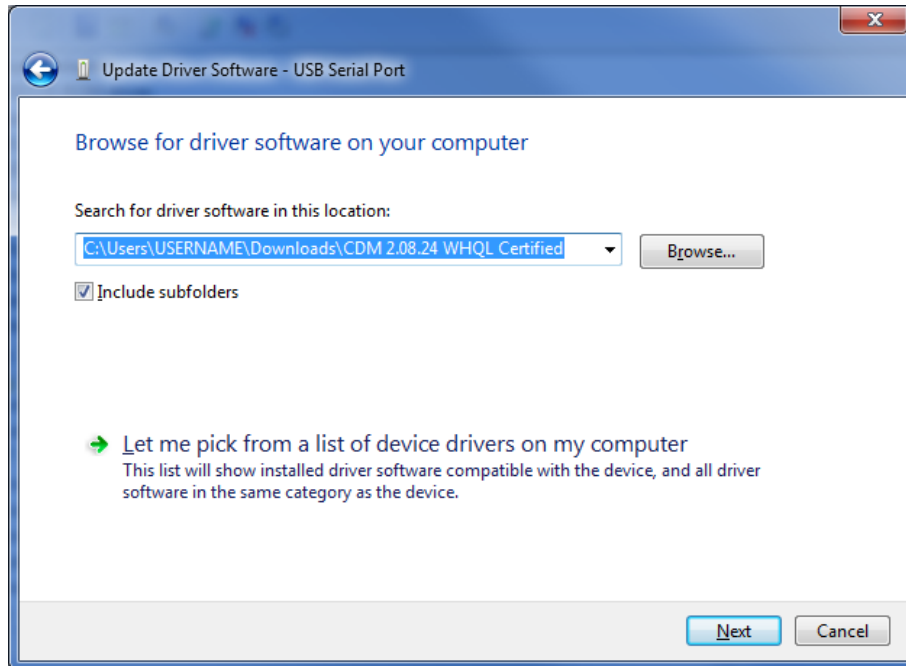 Update Driver Software - USB Serial Port
Browse for driver software on your computer
Search for driver software in this location:
C:\Users\USERNAME\Downloads\CDM 2.08.24 WHQL Certified
Browse...
Include subfolders
Let me pick from a list of device drivers on my computer
This list will show installed driver software compatible with the device, and all driver
software in the same category as the device.
Next
Cancel